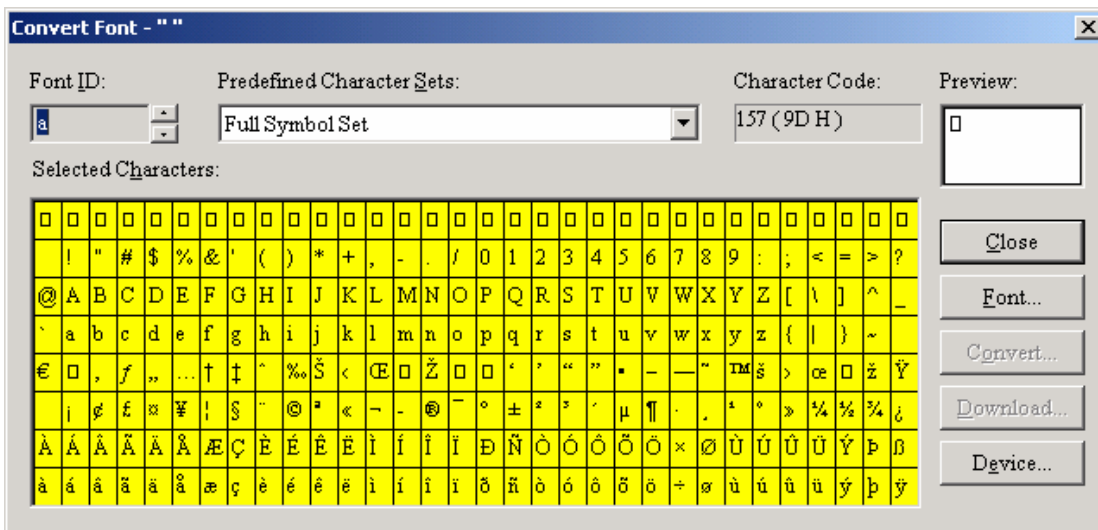 Convert Font - " "
Font ID:
Predefined Character Sets:
Character Code:
Preview:
a
Full Symbol Set
157 ( 9D H )
□
Selected Characters:
□ □ □ □ □ □ □ □ □ □ □ □ □ □ □ □ □ □ □ □ □ □ □ □ □ □ □ □ □ □ □ □
! " # $ % & ' ( ) * + , - . / 0 1 2 3 4 5 6 7 8 9 : ; < = > ?
@ A B C D E F G H I J K L M N O P Q R S T U V W X Y Z [ \ ] ^ _
` a b c d e f g h i j k l m n o p q r s t u v w x y z { | } ~
€ □ ‚ ƒ „ … † ‡ ˆ ‰ Š ‹ Œ □ Ž □ □ ‘ ’ “ ” • – — ˜ ™ š › œ □ ž Ÿ
¡ ¢ £ ¤ ¥ ¦ § ¨ © ª « ¬ - ® ¯ ° ± ² ³ ´ µ ¶ · ¸ ¹ º » ¼ ½ ¾ ¿
À Á Â Ã Ä Å Æ Ç È É Ê Ë Ì Í Î Ï Ð Ñ Ò Ó Ô Õ Ö × Ø Ù Ú Û Ü Ý Þ ß
à á â ã ä å æ ç è é ê ë ì í î ï ð ñ ò ó ô õ ö ÷ ø ù ú û ü ý þ ÿ
Close
Font...
Convert...
Download...
Device...